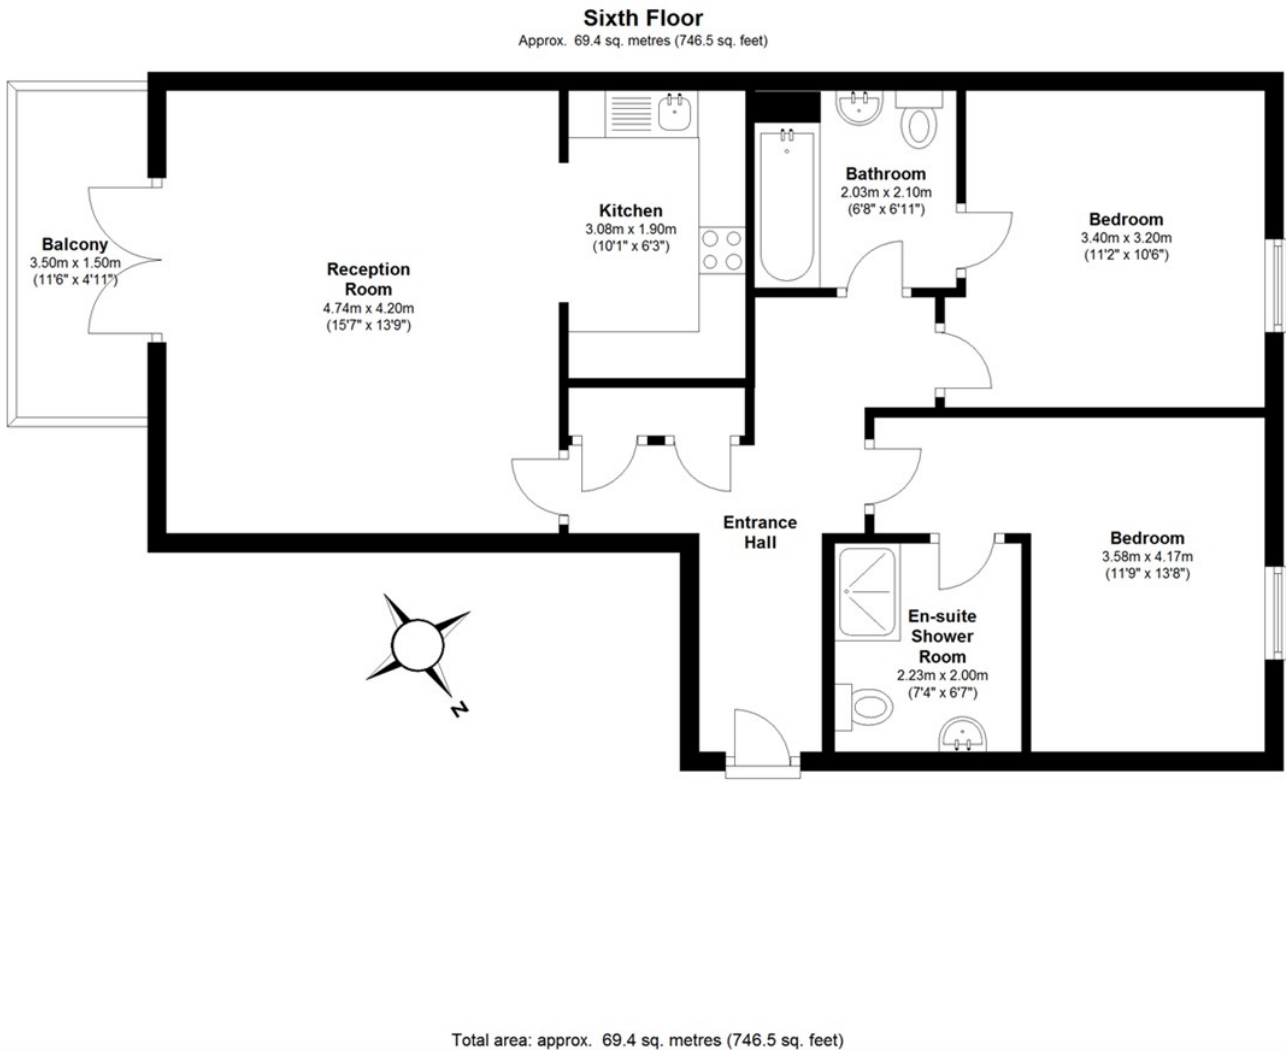 Sixth Floor
Approx. 69.4 sq. metres (746.5 sq. feet)
Balcony
3.50m x 1.50m
(11'6" x 4'11")
Reception
Room
4.74m x 4.20m
(15'7" x 13'9")
Kitchen
3.08m x 1.90m
(10'1" x 6'3")
Bathroom
2.03m x 2.10m
(6'8" x 6'11")
Bedroom
3.40m x 3.20m
(11'2" x 10'6")
Entrance
Hall
Bedroom
3.58m x 4.17m
(11'9" x 13'8")
En-suite
Shower
Room
2.23m x 2.00m
(7'4" x 6'7")
N
Total area: approx. 69.4 sq. metres (746.5 sq. feet)